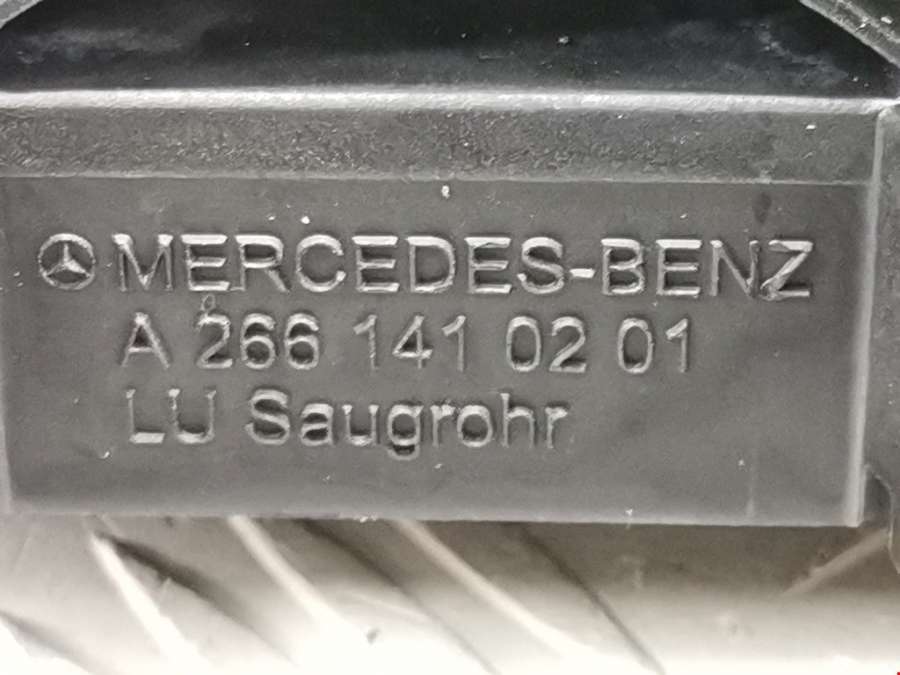 MERCEDES-BENZ
A 266 141 02 01
LU Saugrohr